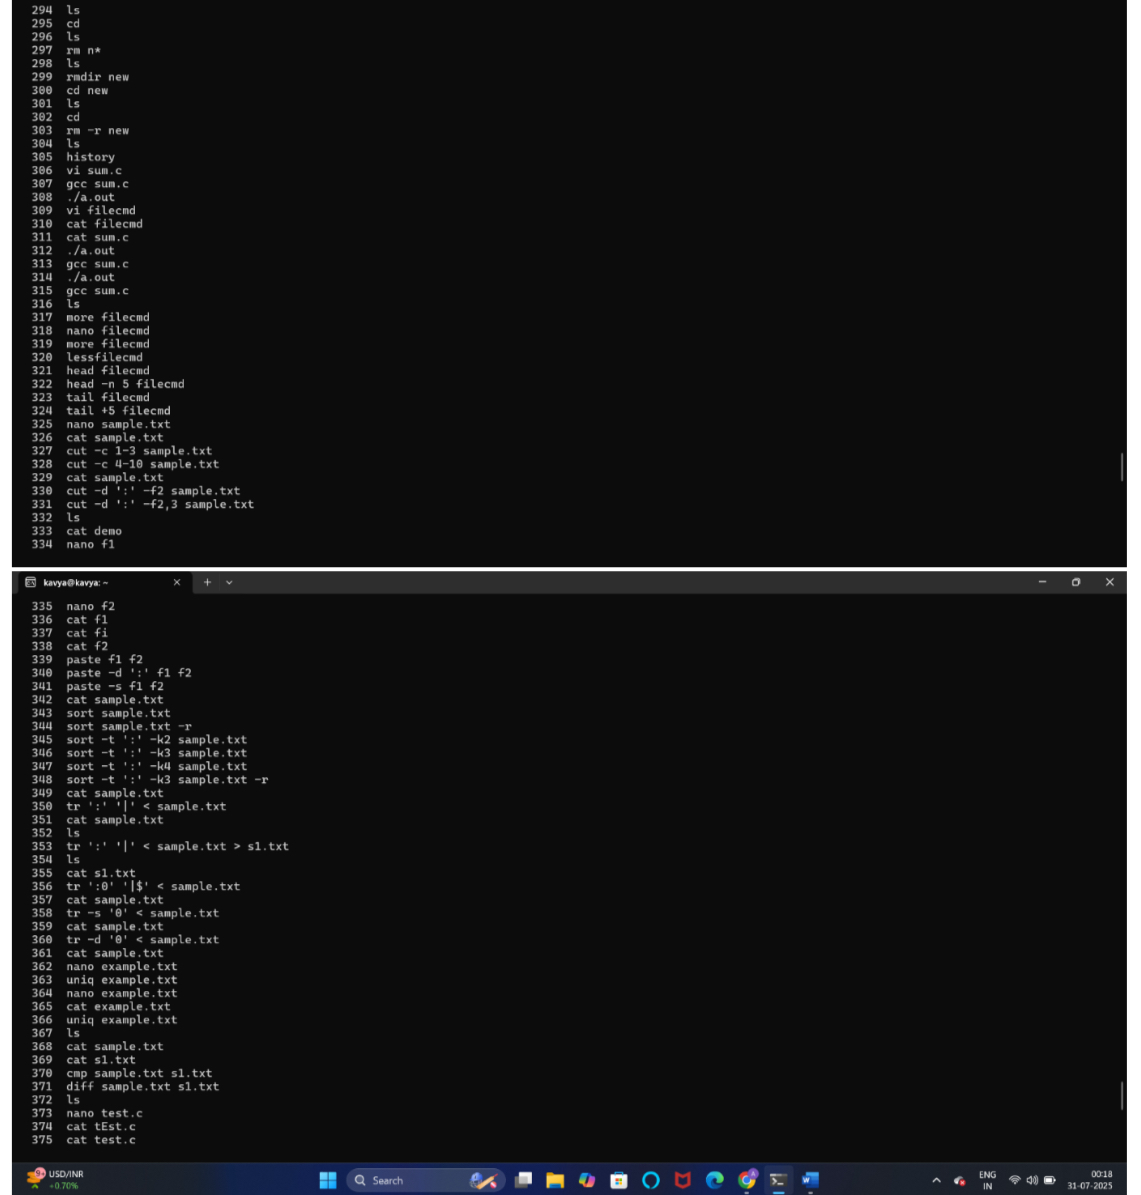 294 ls
295 cd
296 ls
297 rm n*
298 ls
299 rmdir new
300 cd new
301 ls
302 cd
303 rm -r new
304 ls
305 history
306 vi sum.c
307 gcc sum.c
308 ./a.out
309 vi filecmd
310 cat filecmd
311 cat sum.c
312 ./a.out
313 gcc sum.c
314 ./a.out
315 gcc sum.c
316 ls
317 more filecmd
318 nano filecmd
319 more filecmd
320 lessfilecmd
321 head filecmd
322 head -n 5 filecmd
323 tail filecmd
324 tail +5 filecmd
325 nano sample.txt
326 cat sample.txt
327 cut -c 1-3 sample.txt
328 cut -c 4-10 sample.txt
329 cat sample.txt
330 cut -d ':' -f2 sample.txt
331 cut -d ':' -f2,3 sample.txt
332 ls
333 cat demo
334 nano f1
kavya@kavya: ~
335 nano f2
336 cat f1
337 cat fi
338 cat f2
339 paste f1 f2
340 paste -d ':' f1 f2
341 paste -s f1 f2
342 cat sample.txt
343 sort sample.txt
344 sort sample.txt -r
345 sort -t ':' -k2 sample.txt
346 sort -t ':' -k3 sample.txt
347 sort -t ':' -k4 sample.txt
348 sort -t ':' -k3 sample.txt -r
349 cat sample.txt
350 tr ':' '|' < sample.txt
351 cat sample.txt
352 ls
353 tr ':' '|' < sample.txt > s1.txt
354 ls
355 cat s1.txt
356 tr ':0' '|$' < sample.txt
357 cat sample.txt
358 tr -s '0' < sample.txt
359 cat sample.txt
360 tr -d '0' < sample.txt
361 cat sample.txt
362 nano example.txt
363 uniq example.txt
364 nano example.txt
365 cat example.txt
366 uniq example.txt
367 ls
368 cat sample.txt
369 cat s1.txt
370 cmp sample.txt s1.txt
371 diff sample.txt s1.txt
372 ls
373 nano test.c
374 cat tEst.c
375 cat test.c
USD/INR
+0.70%
Search
ENG
IN
00:18
31-07-2025